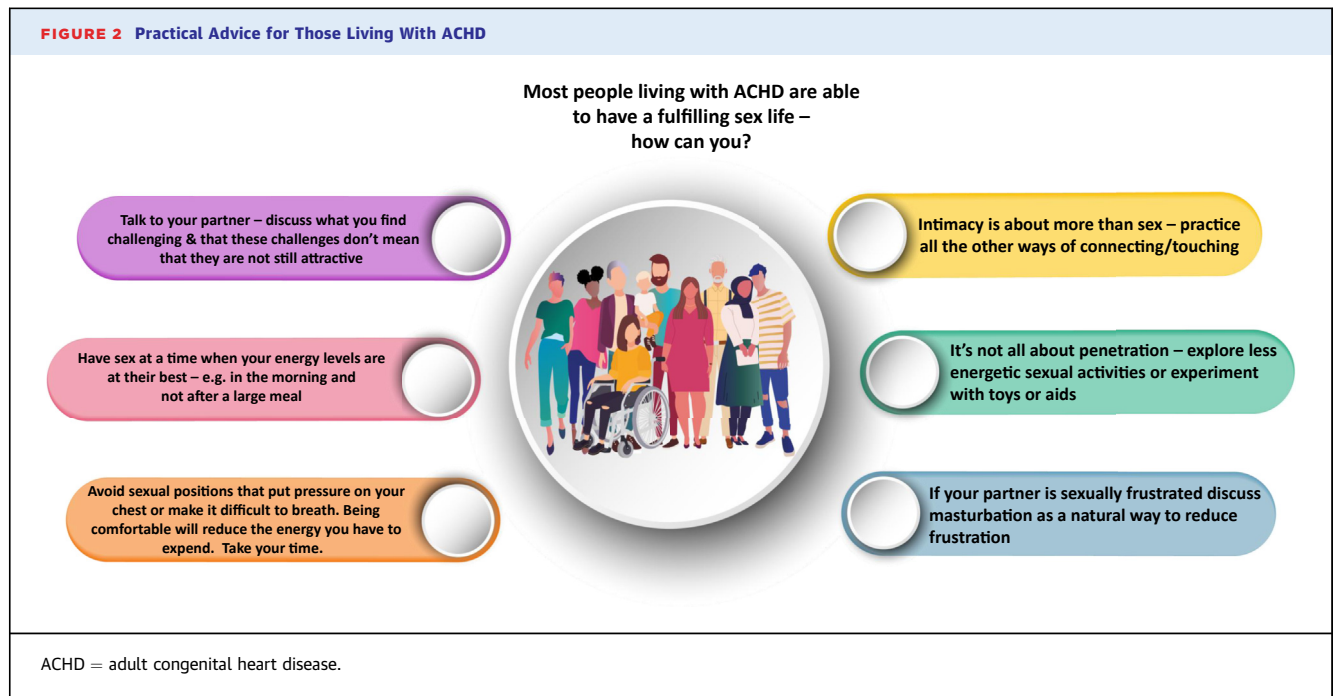 FIGURE 2 Practical Advice for Those Living With ACHD
Most people living with ACHD are able
to have a fulfilling sex life –
how can you?
Talk to your partner – discuss what you find
challenging & that these challenges don't mean
that they are not still attractive
Have sex at a time when your energy levels are
at their best – e.g. in the morning and
not after a large meal
Avoid sexual positions that put pressure on your
chest or make it difficult to breath. Being
comfortable will reduce the energy you have to
expend. Take your time.
Intimacy is about more than sex – practice
all the other ways of connecting/touching
It's not all about penetration – explore less
energetic sexual activities or experiment
with toys or aids
If your partner is sexually frustrated discuss
masturbation as a natural way to reduce
frustration
ACHD = adult congenital heart disease.